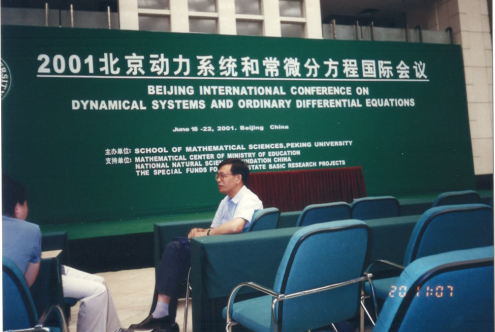 2001北京动力系统和常微分方程国际会议
BEIJING INTERNATIONAL CONFERENCE ON
DYNAMICAL SYSTEMS AND ORDINARY DIFFERENTIAL EQUATIONS
June 18 -22, 2001. Beijing China
主办单位: SCHOOL OF MATHEMATICAL SCIENCES,PEKING UNIVERSITY
支持单位: MATHEMATICAL CENTER OF MINISTRY OF EDUCATION
NATIONAL NATURAL SCIENCE FOUNDATION CHINA
THE SPECIAL FUNDS FOR STATE BASIC RESEARCH PROJECTS